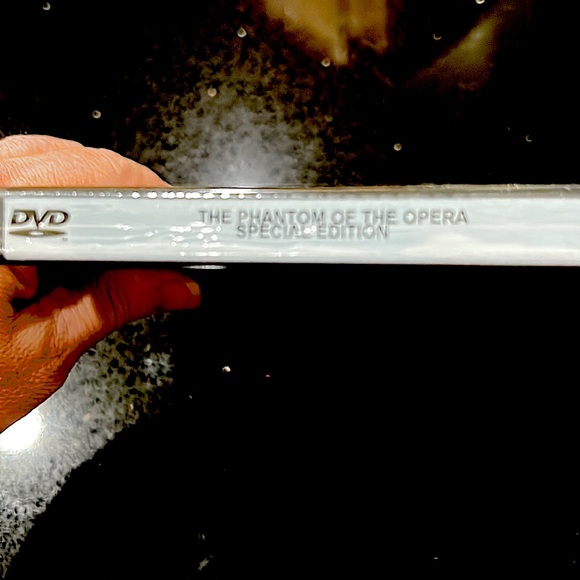 DVD
THE PHANTOM OF THE OPERA
SPECIAL EDITION